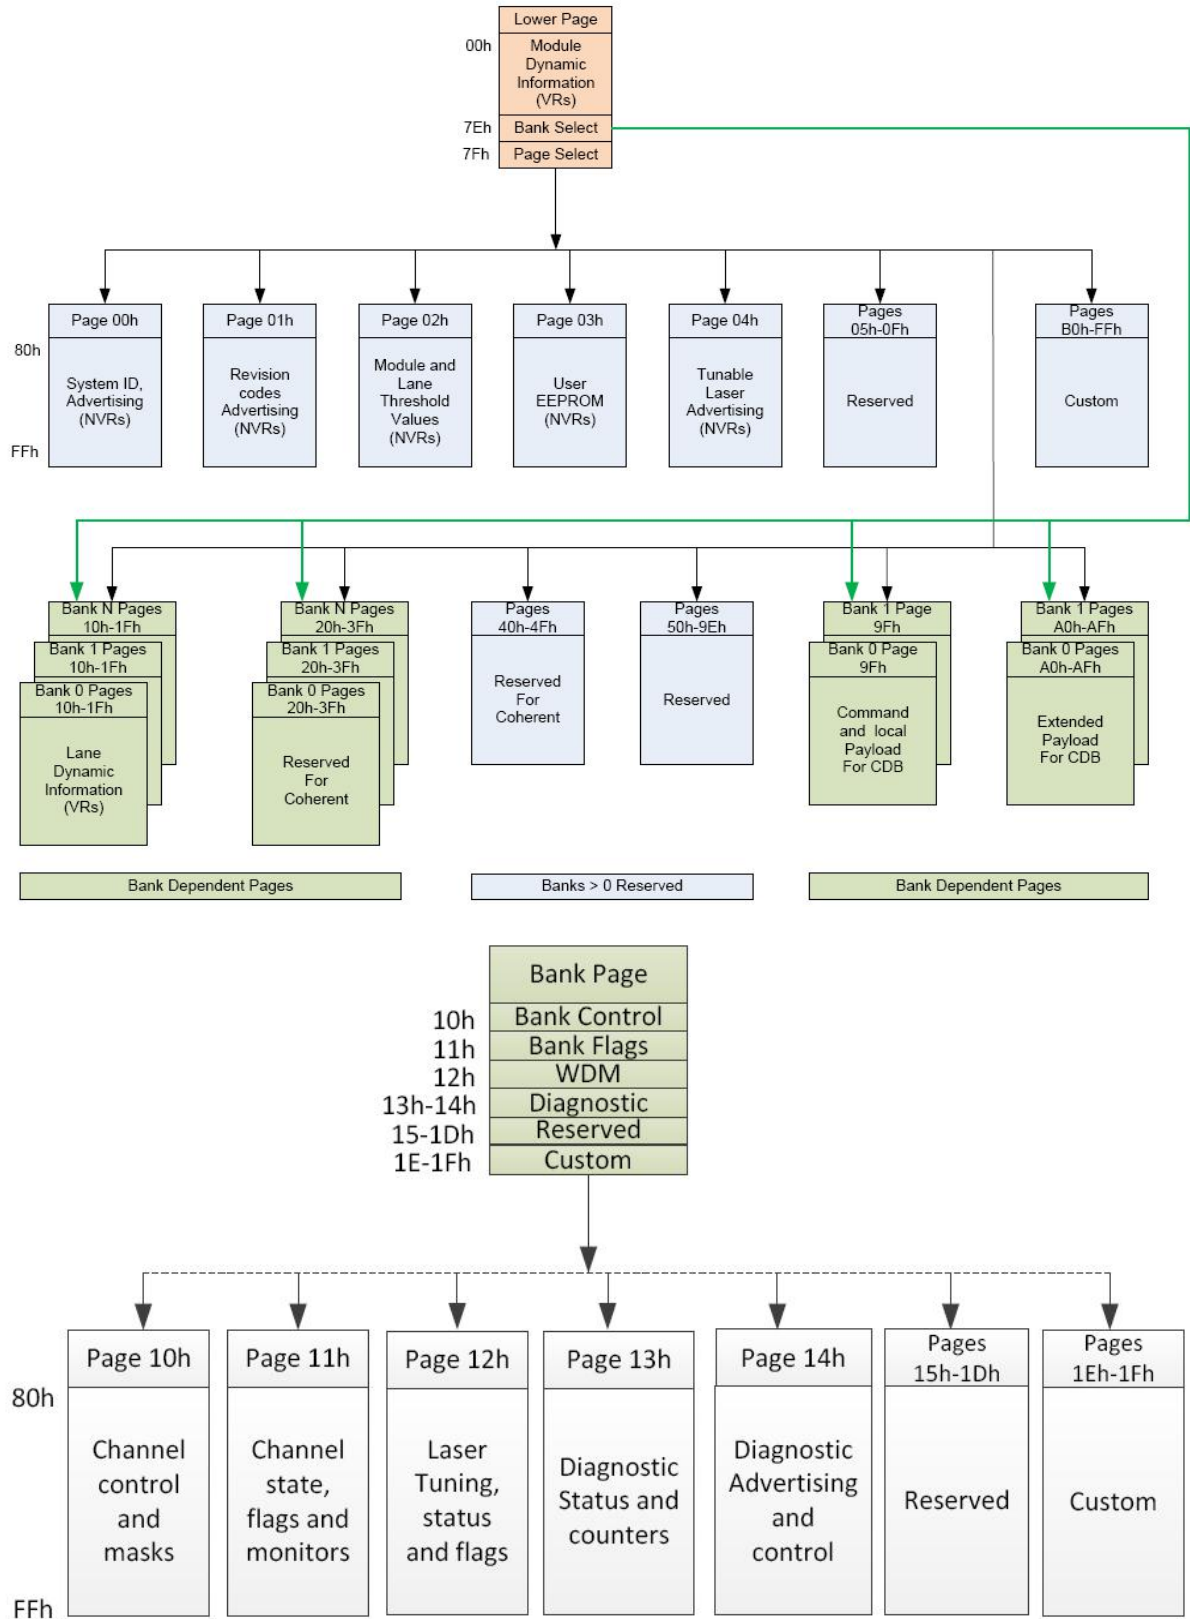 Lower Page
00h
Module
Dynamic
Information
(VRs)
7Eh
Bank Select
7Fh
Page Select
Page 00h
Page 01h
Page 02h
Page 03h
Page 04h
Pages
05h-0Fh
Pages
B0h-FFh
80h
System ID,
Advertising
(NVRs)
Revision
codes
Advertising
(NVRs)
Module and
Lane
Threshold
Values
(NVRs)
User
EEPROM
(NVRs)
Tunable
Laser
Advertising
(NVRs)
Reserved
Custom
FFh
Bank N Pages
10h-1Fh
Bank 1 Pages
10h-1Fh
Bank 0 Pages
10h-1Fh
Lane
Dynamic
Information
(VRs)
Bank N Pages
20h-3Fh
Bank 1 Pages
20h-3Fh
Bank 0 Pages
20h-3Fh
Reserved
For
Coherent
Pages
40h-4Fh
Reserved
For
Coherent
Pages
50h-9Eh
Reserved
Bank 1 Page
9Fh
Bank 0 Page
9Fh
Command
and local
Payload
For CDB
Bank 1 Pages
A0h-AFh
Bank 0 Pages
A0h-AFh
Extended
Payload
For CDB
Bank Dependent Pages
Banks > 0 Reserved
Bank Dependent Pages
Bank Page
10h
Bank Control
11h
Bank Flags
12h
WDM
13h-14h
Diagnostic
15-1Dh
Reserved
1E-1Fh
Custom
Page 10h
Page 11h
Page 12h
Page 13h
Page 14h
Pages
15h-1Dh
Pages
1Eh-1Fh
80h
Channel
control
and
masks
Channel
state,
flags and
monitors
Laser
Tuning,
status
and flags
Diagnostic
Status and
counters
Diagnostic
Advertising
and
control
Reserved
Custom
FFh